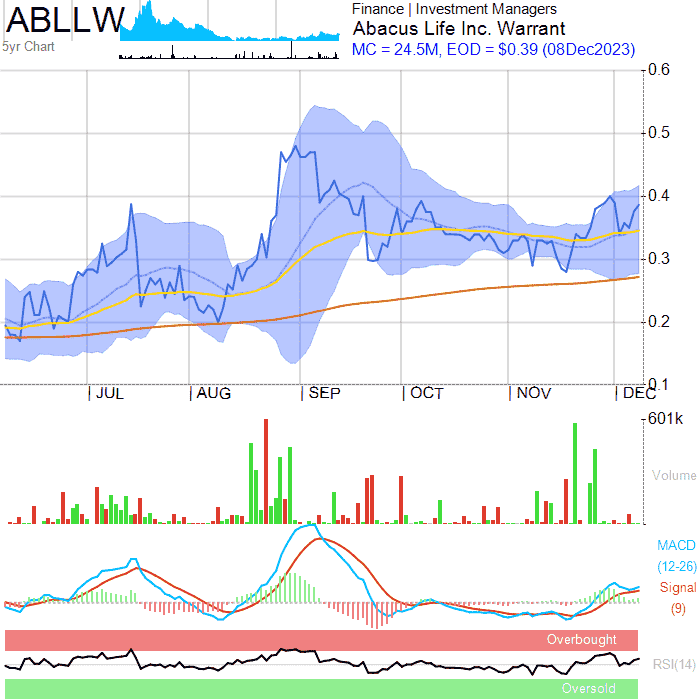 ABLLW
5yr Chart
Finance | Investment Managers
Abacus Life Inc. Warrant
MC = 24.5M, EOD = $0.39 (08Dec2023)
0.6
0.5
0.4
0.3
0.2
0.1
JUL AUG SEP OCT NOV DEC
601k
Volume
MACD
(12-26)
Signal
(9)
Overbought
RSI(14)
Oversold